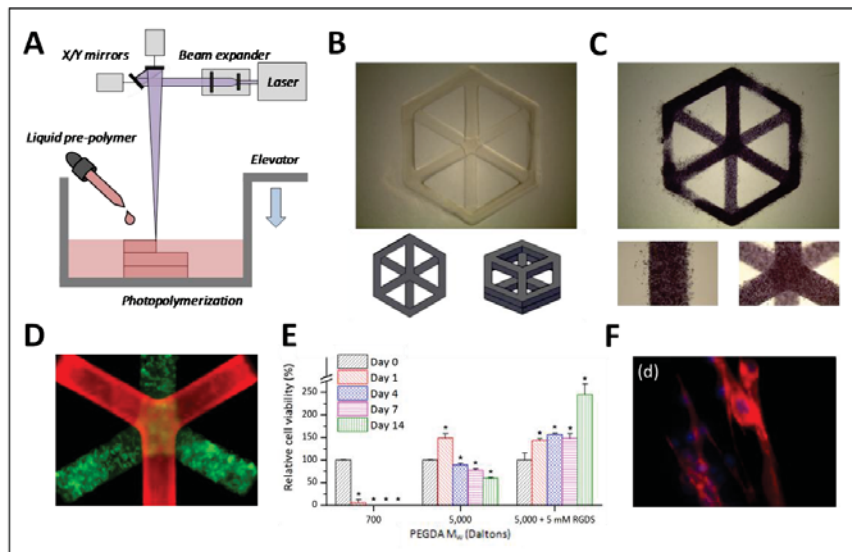 A
X/Y mirrors
Beam expander
Laser
Liquid pre-polymer
Elevator
Photopolymerization
B
C
D
E
Relative cell viability (%)
250
200
150
100
50
0
Day 0
Day 1
Day 4
Day 7
Day 14
*
* * *
*
*
*
*
*
*
*
*
700
5,000
5,000 + 5 mM RGDS
PEGDA MW (Daltons)
F
(d)